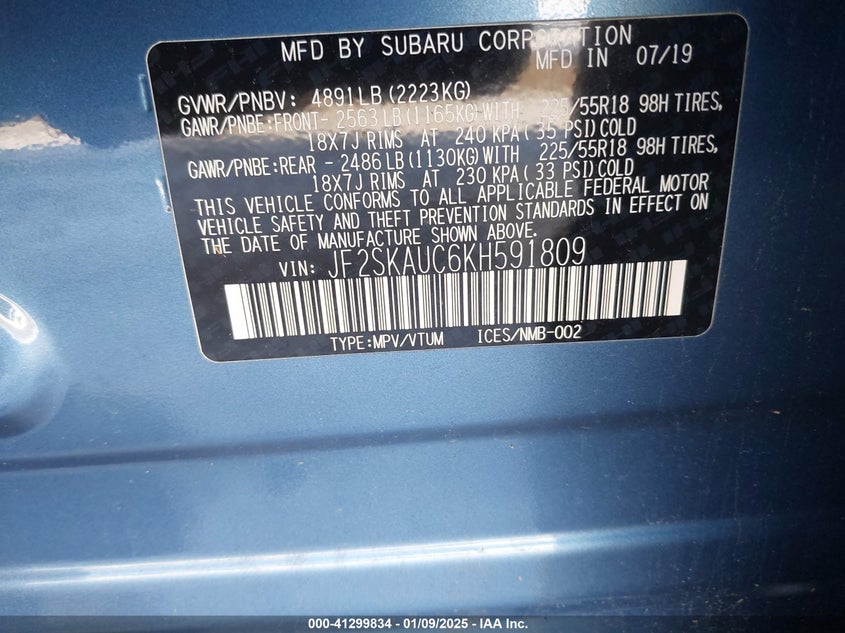 MFD BY SUBARU CORPORATION
MFD IN 07/19
GVWR/PNBV: 4891LB(2223KG)
GAWR/PNBE:FRONT- 2563LB(1165KG)WITH 225/55R18 98H TIRES,
18X7J RIMS AT 240 KPA(35 PSI)COLD
GAWR/PNBE:REAR - 2486LB(1130KG)WITH 225/55R18 98H TIRES,
18X7J RIMS AT 230 KPA(33 PSI)COLD
THIS VEHICLE CONFORMS TO ALL APPLICABLE FEDERAL MOTOR
VEHICLE SAFETY AND THEFT PREVENTION STANDARDS IN EFFECT ON
THE DATE OF MANUFACTURE SHOWN ABOVE.
VIN: JF2SKAUC6KH591809
TYPE:MPV/VTUM ICES/NMB-002
000-41299834 - 01/09/2025 - IAA Inc.